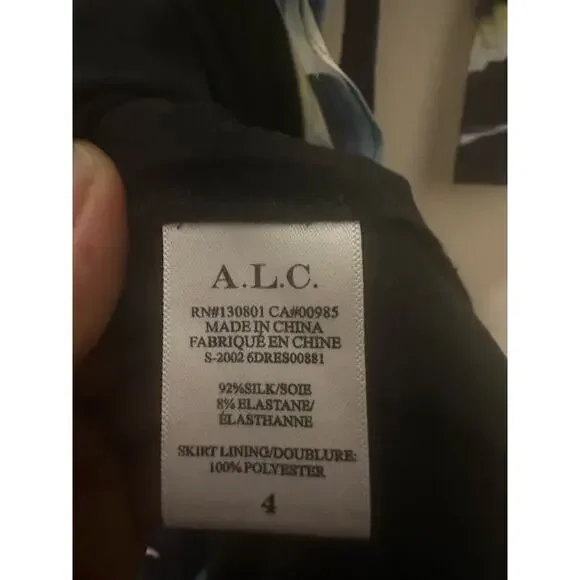 A.L.C.
RN#130801 CA#00985
MADE IN CHINA
FABRIQUÉ EN CHINE
S-2002 6DRES00881
92%SILK/SOIE
8% ELASTANE/
ÉLASTHANNE
SKIRT LINING/DOUBLURE:
100% POLYESTER
4